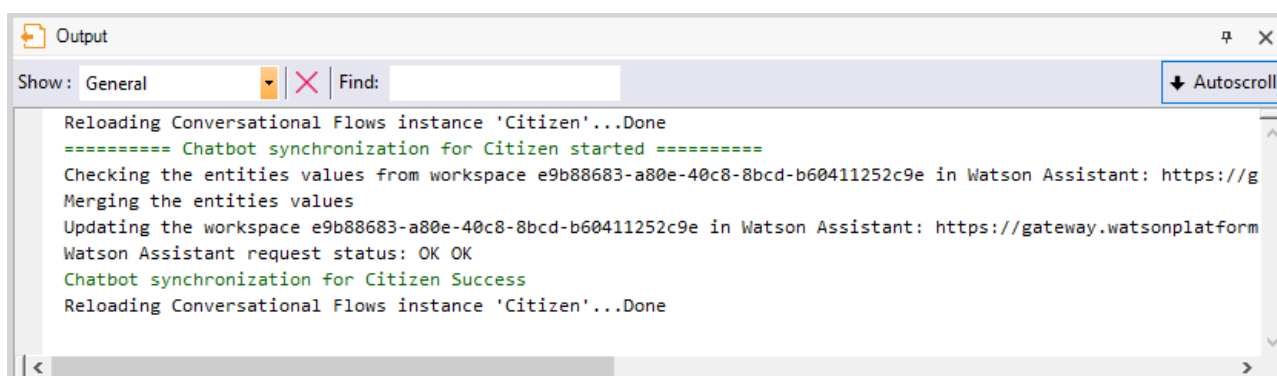 Output
Show: General Find: Autoscroll
Reloading Conversational Flows instance 'Citizen'...Done
========== Chatbot synchronization for Citizen started ==========
Checking the entities values from workspace e9b88683-a80e-40c8-8bcd-b60411252c9e in Watson Assistant: https://g
Merging the entities values
Updating the workspace e9b88683-a80e-40c8-8bcd-b60411252c9e in Watson Assistant: https://gateway.watsonplatform
Watson Assistant request status: OK OK
Chatbot synchronization for Citizen Success
Reloading Conversational Flows instance 'Citizen'...Done